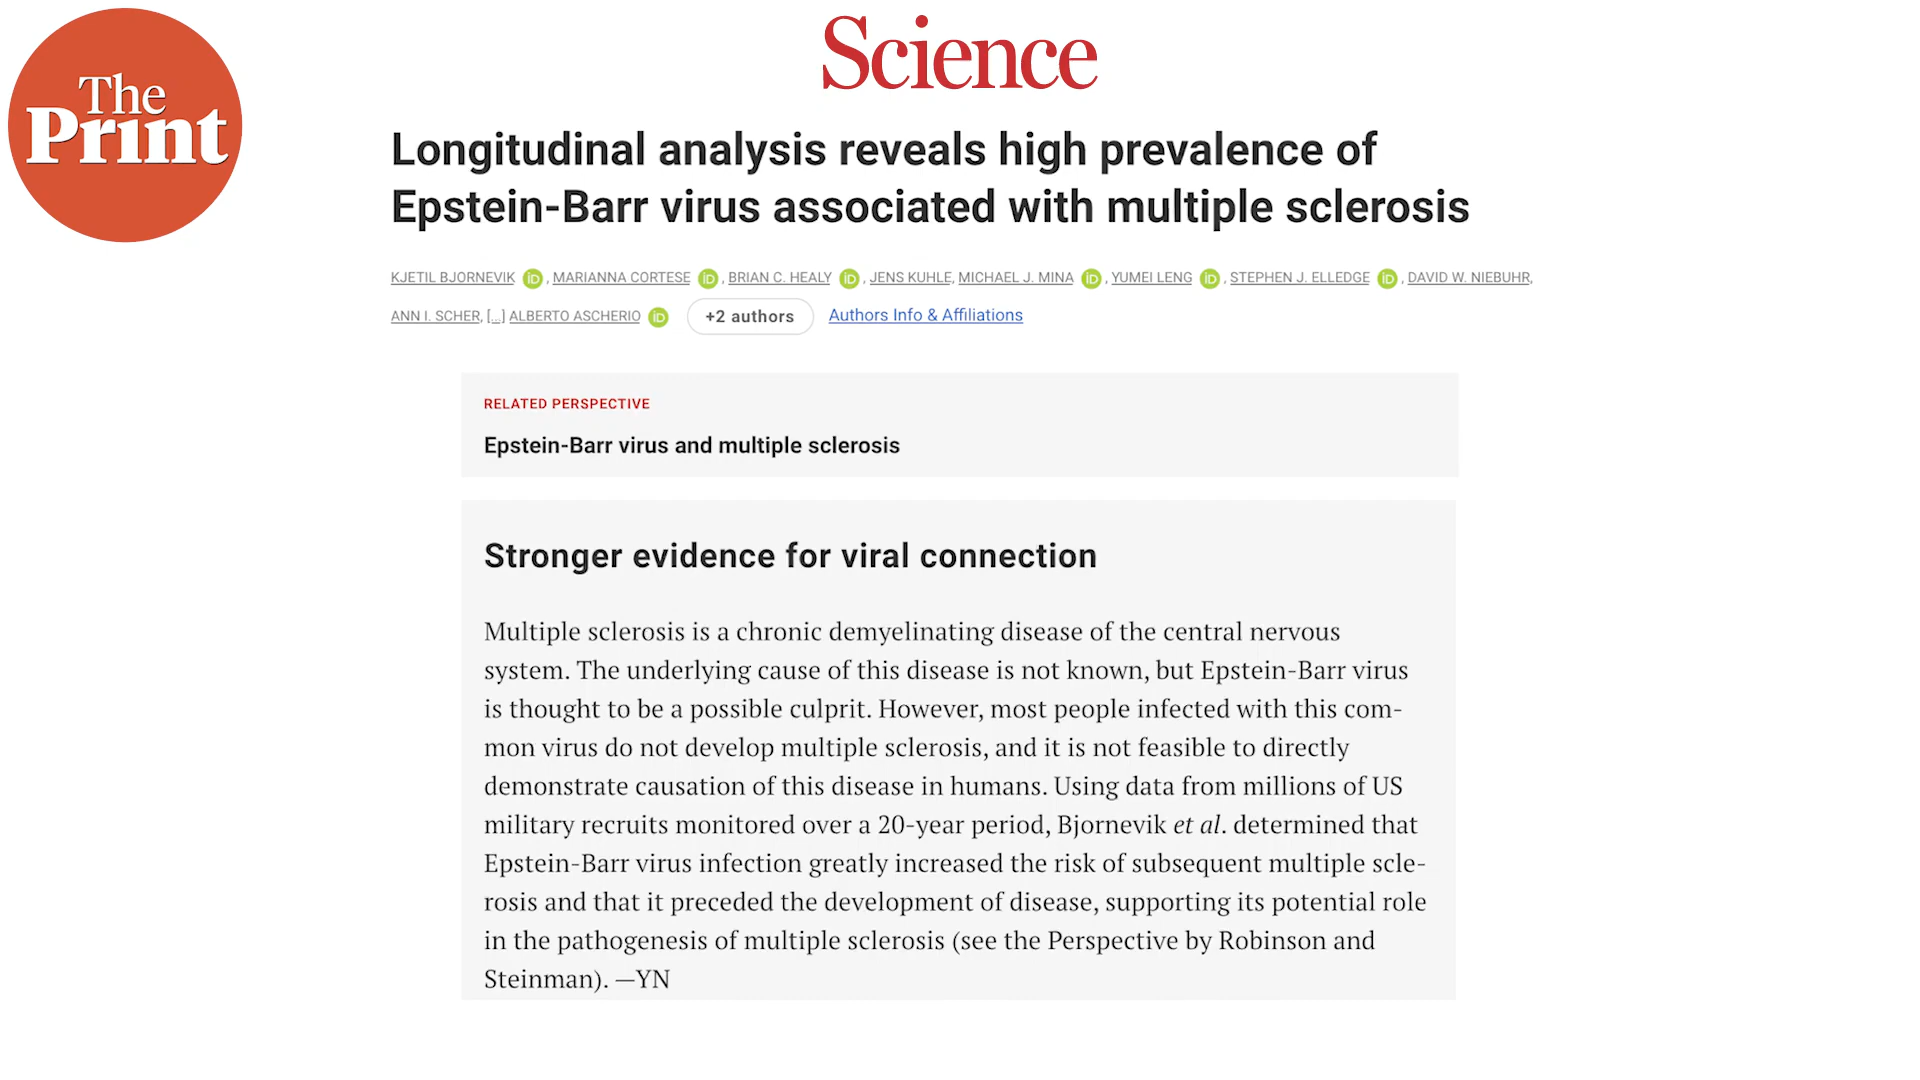 The
Print
Science
Longitudinal analysis reveals high prevalence of
Epstein-Barr virus associated with multiple sclerosis
KJETIL BJORNEVIK iD, MARIANNA CORTESE iD, BRIAN C. HEALY iD, JENS KUHLE, MICHAEL J. MINA iD, YUMEI LENG iD, STEPHEN J. ELLEDGE iD, DAVID W. NIEBUHR,
ANN I. SCHER, [...] ALBERTO ASCHERIO iD +2 authors Authors Info & Affiliations
RELATED PERSPECTIVE
Epstein-Barr virus and multiple sclerosis
Stronger evidence for viral connection
Multiple sclerosis is a chronic demyelinating disease of the central nervous
system. The underlying cause of this disease is not known, but Epstein-Barr virus
is thought to be a possible culprit. However, most people infected with this com-
mon virus do not develop multiple sclerosis, and it is not feasible to directly
demonstrate causation of this disease in humans. Using data from millions of US
military recruits monitored over a 20-year period, Bjornevik et al. determined that
Epstein-Barr virus infection greatly increased the risk of subsequent multiple scle-
rosis and that it preceded the development of disease, supporting its potential role
in the pathogenesis of multiple sclerosis (see the Perspective by Robinson and
Steinman). —YN